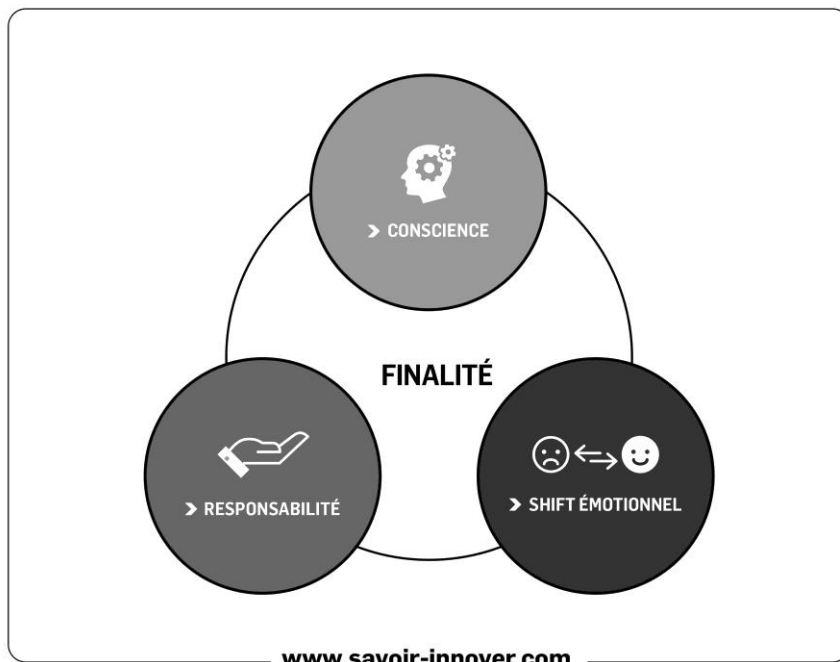 > CONSCIENCE
FINALITÉ
> RESPONSABILITÉ
> SHIFT ÉMOTIONNEL
www.savoir-innover.com